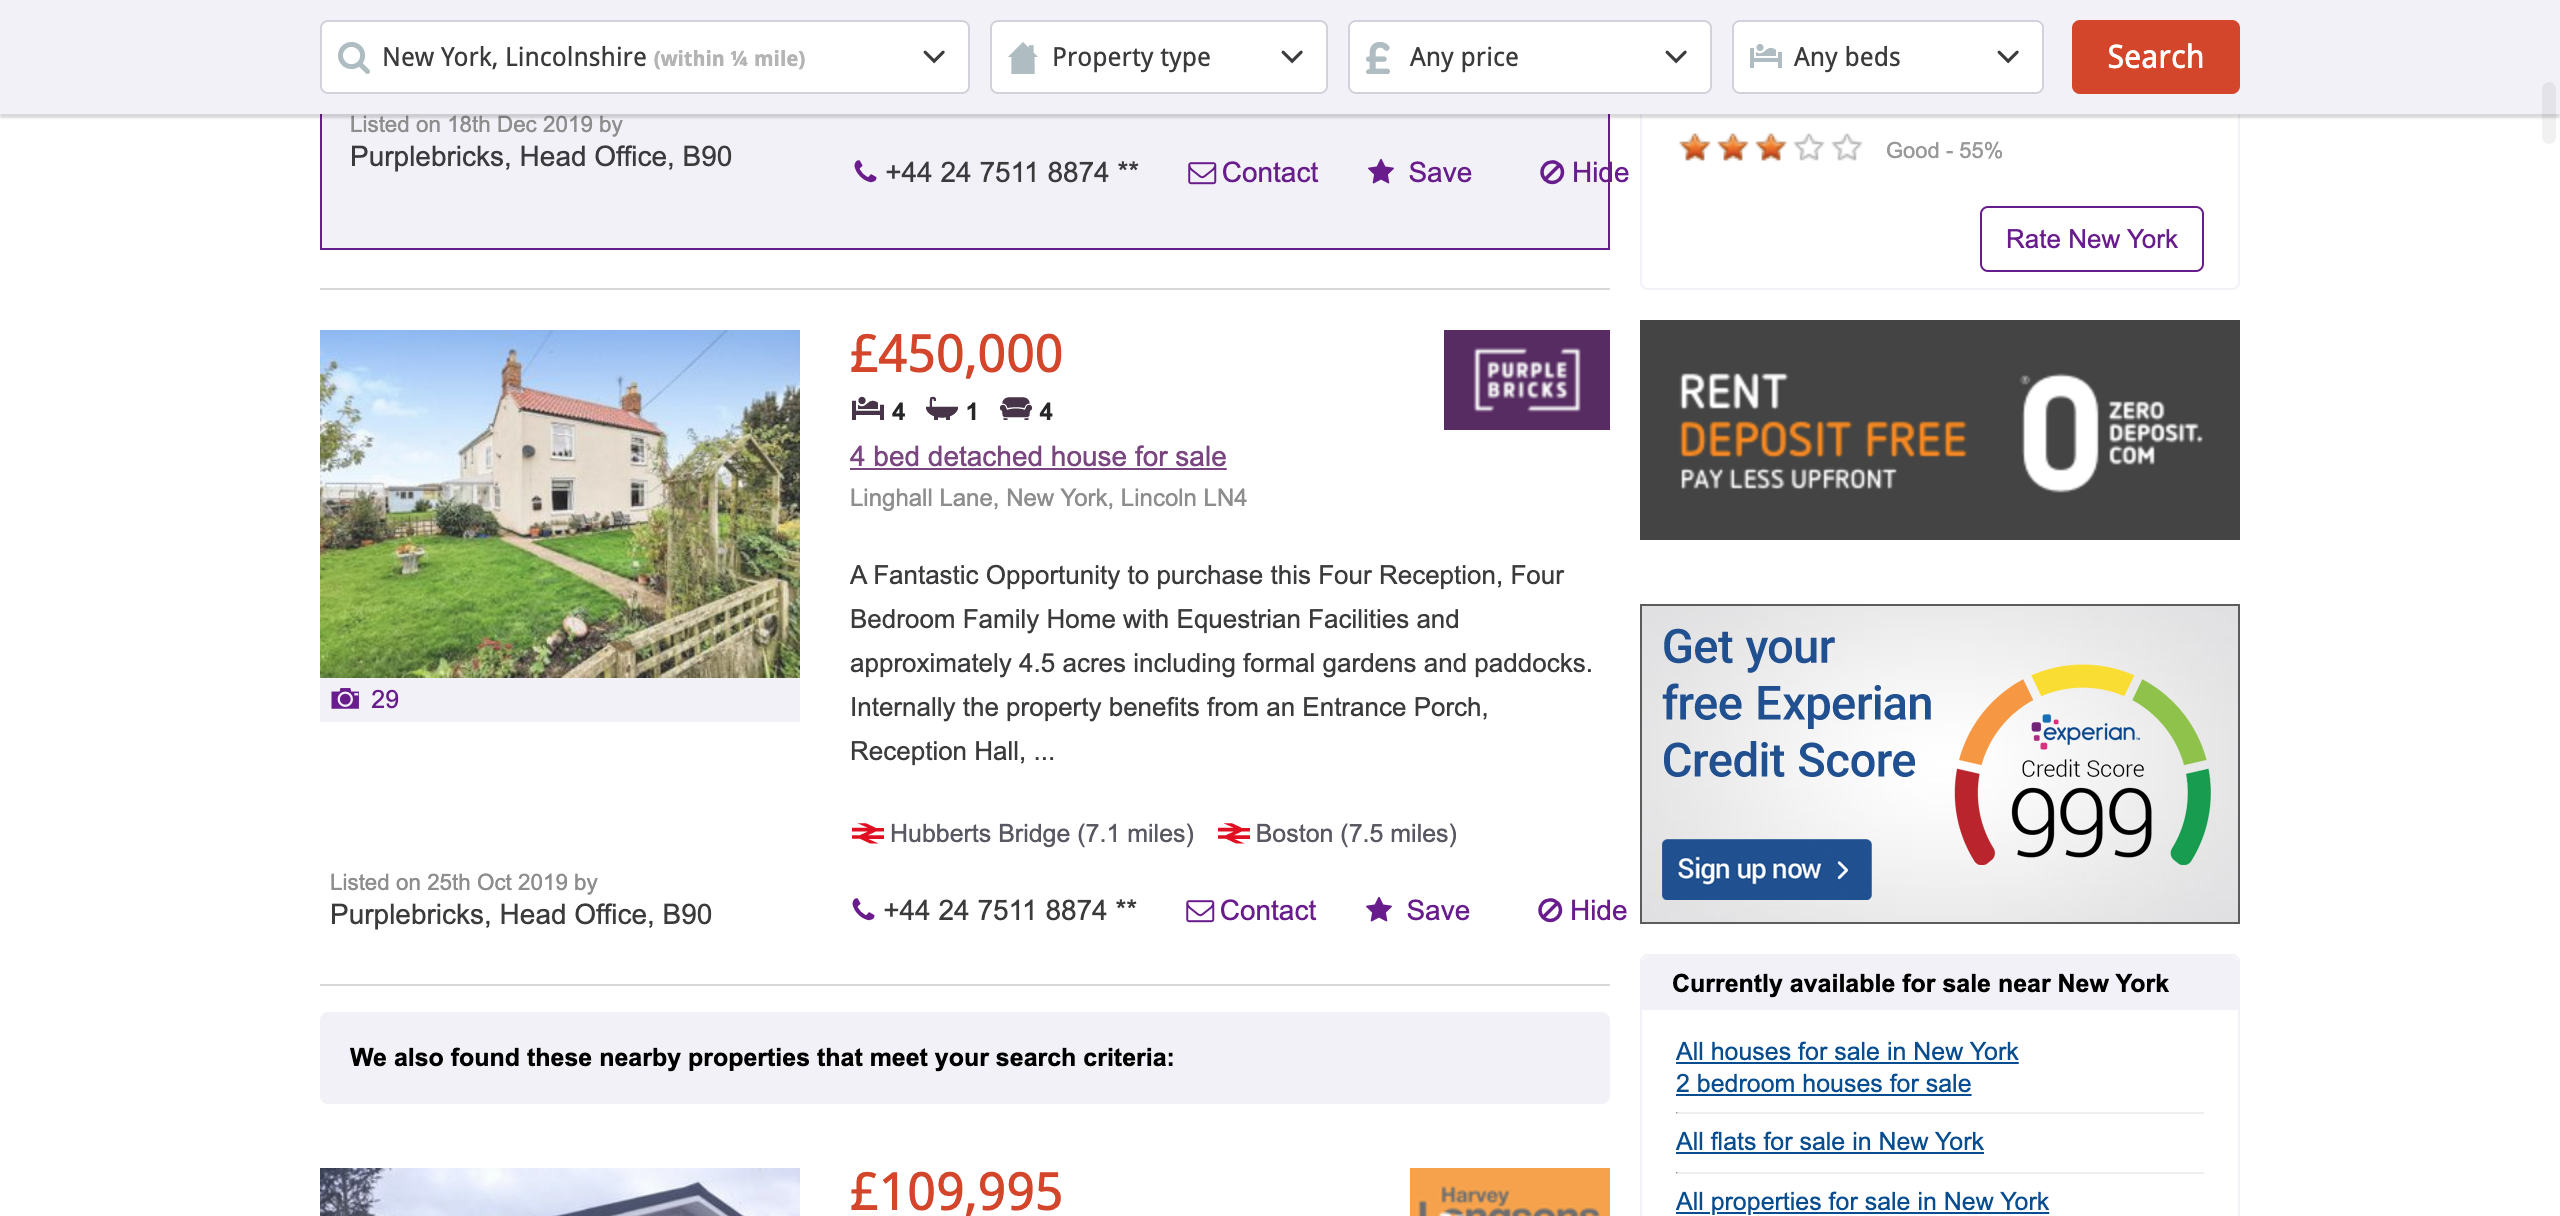 New York, Lincolnshire (within ¼ mile)
Property type
£ Any price
Any beds
Search
Listed on 18th Dec 2019 by
Purplebricks, Head Office, B90
+44 24 7511 8874 **
Contact
Save
Hide
Good - 55%
Rate New York
£450,000
4 1 4
4 bed detached house for sale
Linghall Lane, New York, Lincoln LN4
PURPLE
BRICKS
A Fantastic Opportunity to purchase this Four Reception, Four
Bedroom Family Home with Equestrian Facilities and
approximately 4.5 acres including formal gardens and paddocks.
Internally the property benefits from an Entrance Porch,
Reception Hall, ...
29
Hubberts Bridge (7.1 miles)
Boston (7.5 miles)
Listed on 25th Oct 2019 by
Purplebricks, Head Office, B90
+44 24 7511 8874 **
Contact
Save
Hide
RENT
DEPOSIT FREE
PAY LESS UPFRONT
0
®
ZERO
DEPOSIT.
COM
Get your
free Experian
Credit Score
Sign up now
experian.
Credit Score
999
Currently available for sale near New York
All houses for sale in New York
2 bedroom houses for sale
All flats for sale in New York
All properties for sale in New York
We also found these nearby properties that meet your search criteria:
£109,995
Harvey
Longsons